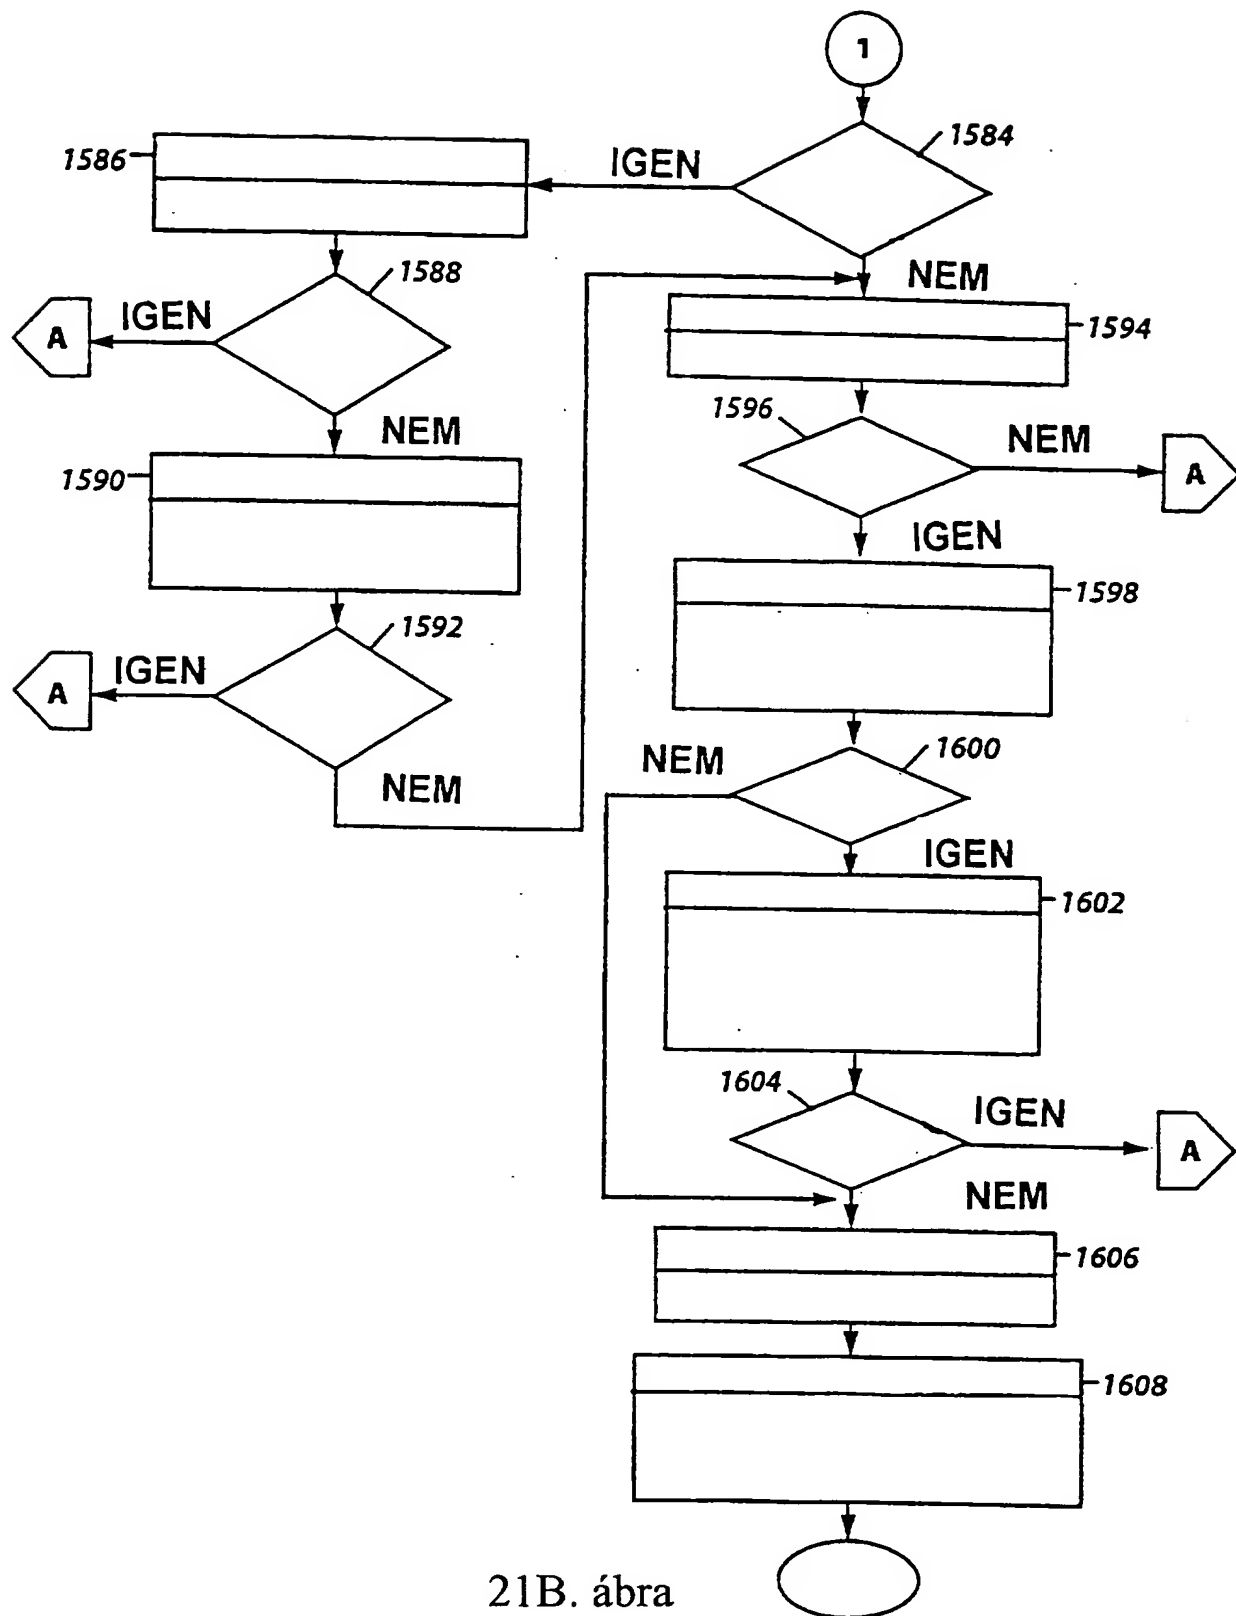 1
1584
IGEN
1586
NEM
1588
IGEN
A
1594
1596
NEM
A
NEM
1590
IGEN
1598
1592
IGEN
A
NEM
1600
NEM
IGEN
1602
1604
IGEN
A
NEM
1606
1608
21B. ábra